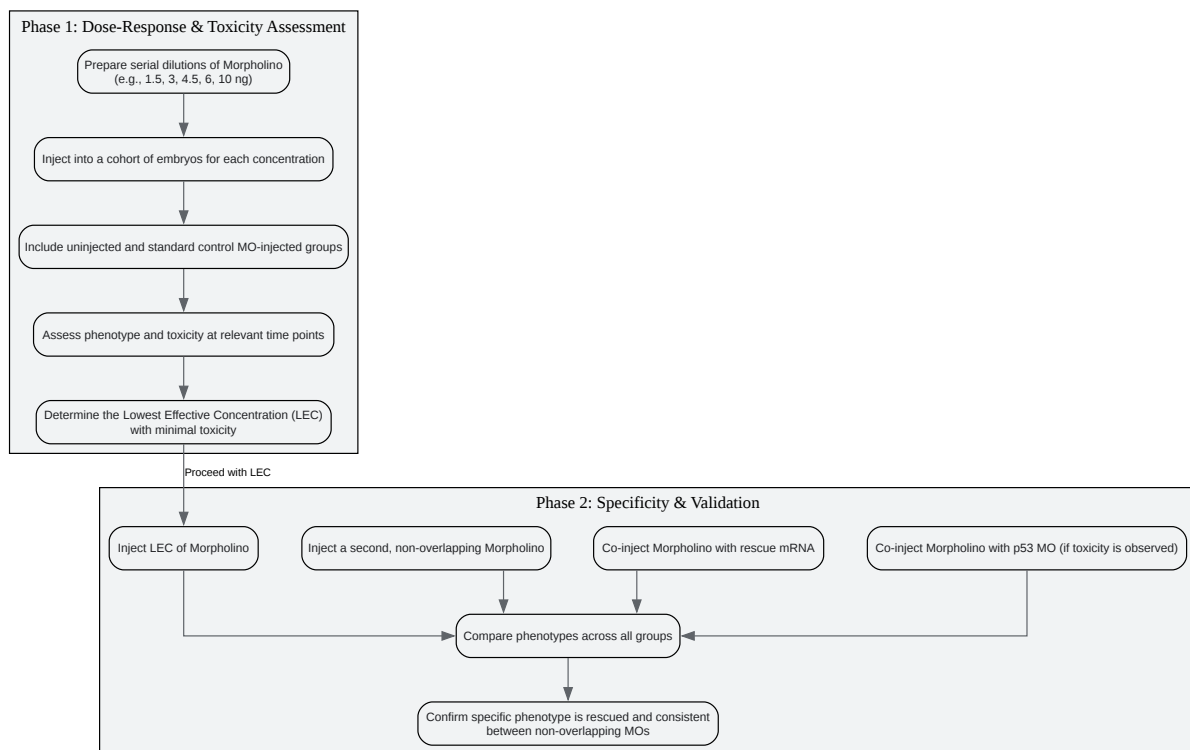 Phase 1: Dose-Response & Toxicity Assessment
Prepare serial dilutions of Morpholino
(e.g., 1.5, 3, 4.5, 6, 10 ng)
Inject into a cohort of embryos for each concentration
Include uninjected and standard control MO-injected groups
Assess phenotype and toxicity at relevant time points
Determine the Lowest Effective Concentration (LEC)
with minimal toxicity
Proceed with LEC
Phase 2: Specificity & Validation
Inject LEC of Morpholino
Inject a second, non-overlapping Morpholino
Co-inject Morpholino with rescue mRNA
Co-inject Morpholino with p53 MO (if toxicity is observed)
Compare phenotypes across all groups
Confirm specific phenotype is rescued and consistent
between non-overlapping MOs